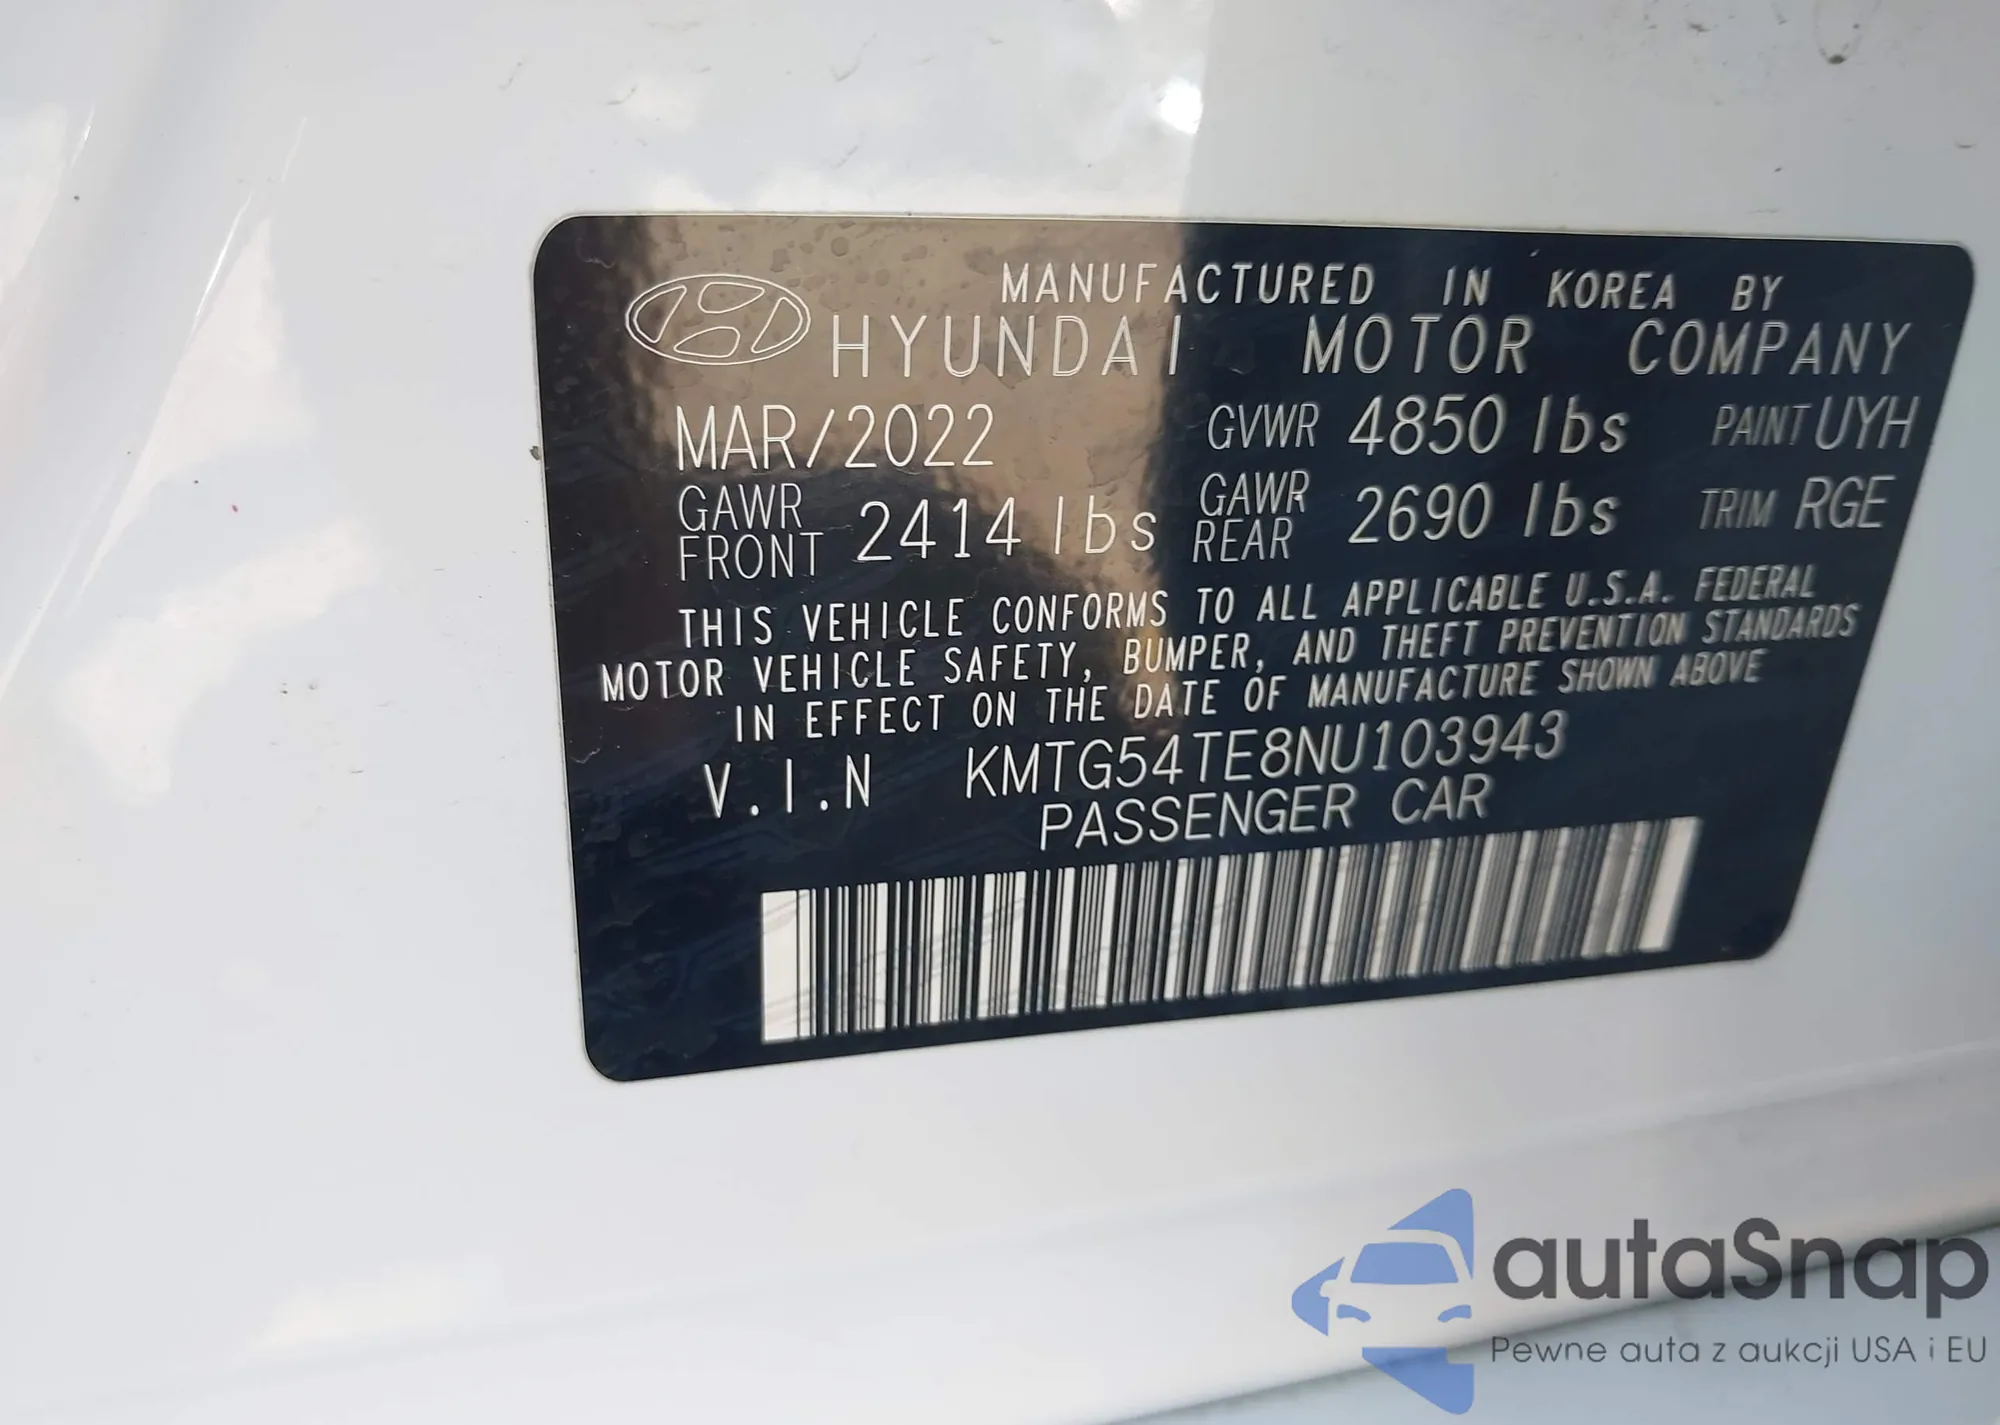 MANUFACTURED IN KOREA BY
HYUNDAI MOTOR COMPANY
MAR/2022 GVWR 4850 lbs PAINT UYH
GAWR FRONT 2414 lbs GAWR REAR 2690 lbs TRIM RGE
THIS VEHICLE CONFORMS TO ALL APPLICABLE U.S.A. FEDERAL
MOTOR VEHICLE SAFETY, BUMPER, AND THEFT PREVENTION STANDARDS
IN EFFECT ON THE DATE OF MANUFACTURE SHOWN ABOVE
V.I.N KMTG54TE8NU103943
PASSENGER CAR
autaSnap
Pewne auta z aukcji USA i EU